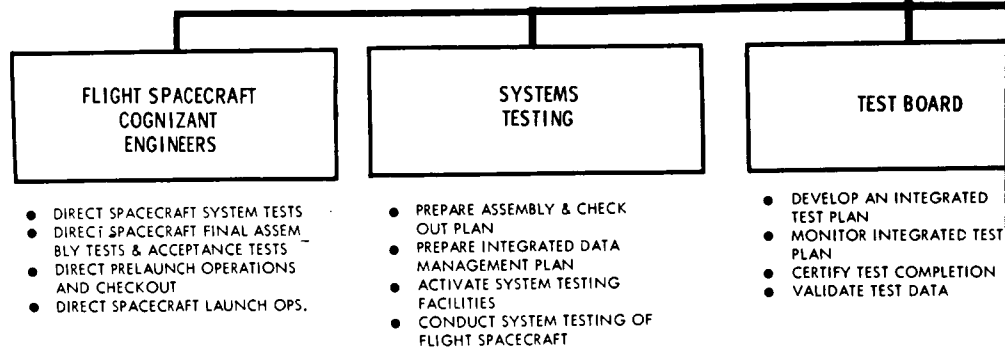 FLIGHT SPACECRAFT
COGNIZANT
ENGINEERS
● DIRECT SPACECRAFT SYSTEM TESTS
● DIRECT SPACECRAFT FINAL ASSEM
BLY TESTS & ACCEPTANCE TESTS
● DIRECT PRELAUNCH OPERATIONS
AND CHECKOUT
● DIRECT SPACECRAFT LAUNCH OPS.
SYSTEMS
TESTING
● PREPARE ASSEMBLY & CHECK
OUT PLAN
● PREPARE INTEGRATED DATA
MANAGEMENT PLAN
● ACTIVATE SYSTEM TESTING
FACILITIES
● CONDUCT SYSTEM TESTING OF
FLIGHT SPACECRAFT
TEST BOARD
● DEVELOP AN INTEGRATED
TEST PLAN
● MONITOR INTEGRATED TEST
PLAN
● CERTIFY TEST COMPLETION
● VALIDATE TEST DATA